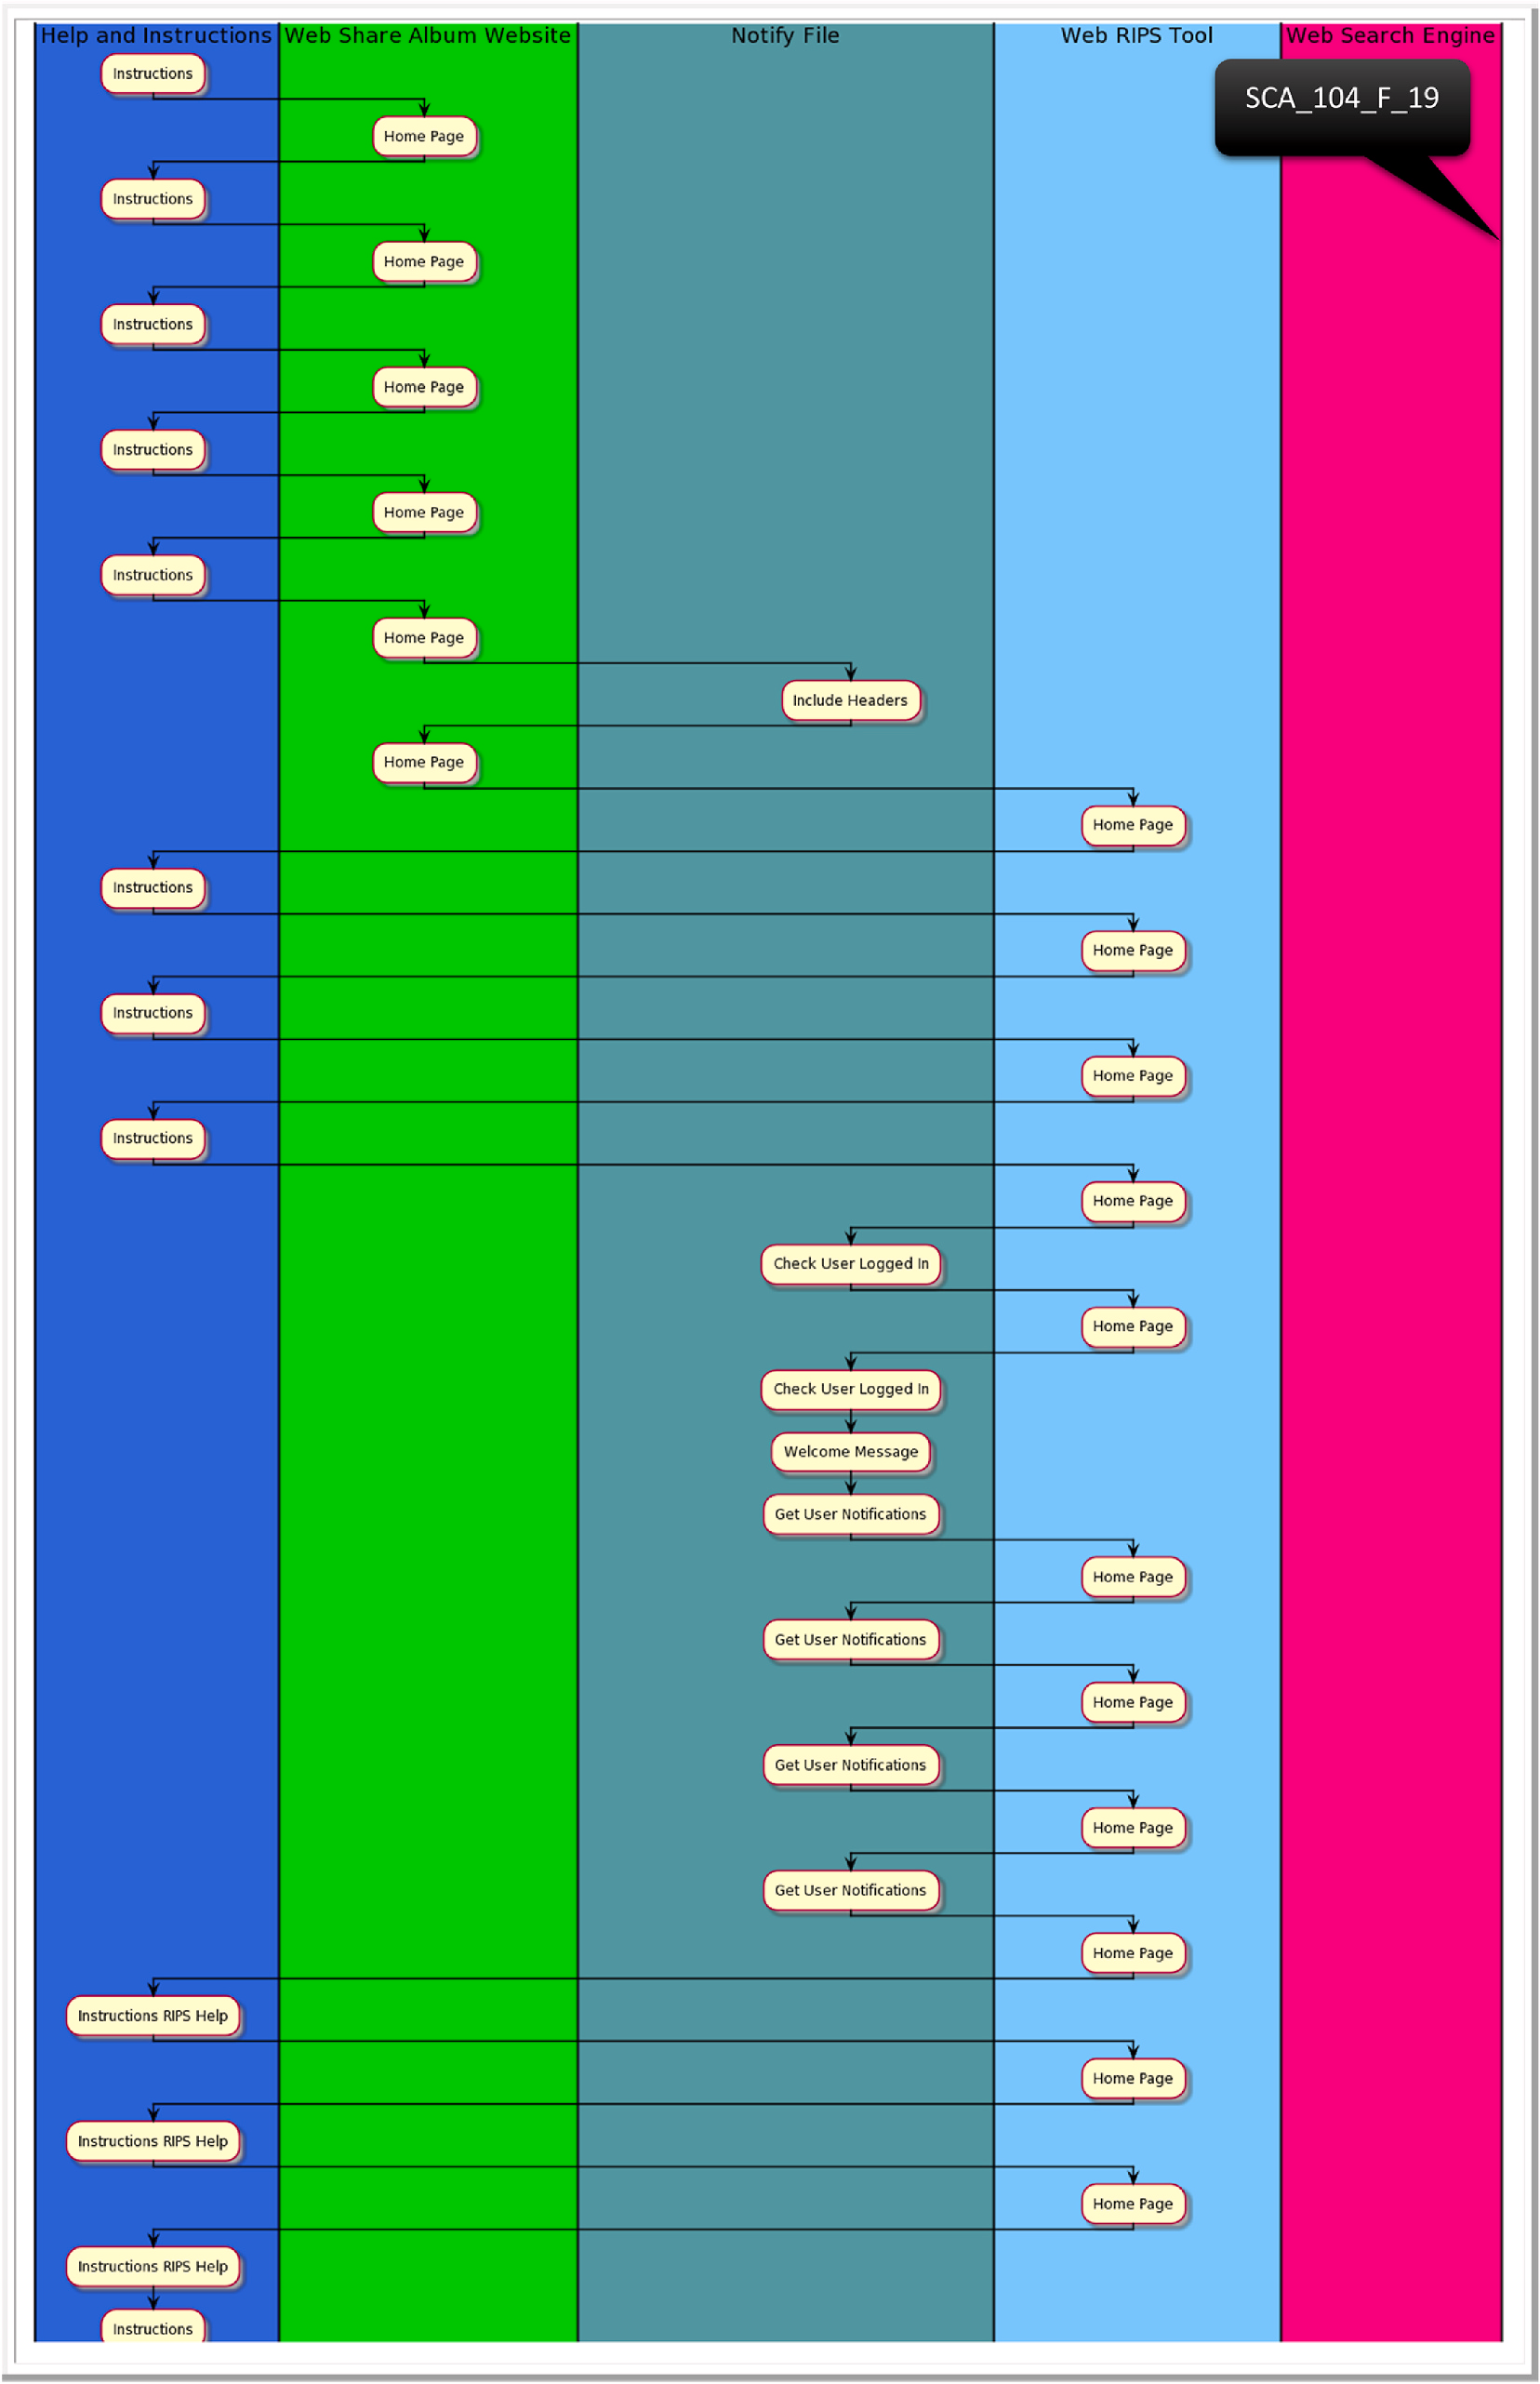 Help and Instructions
Web Share Album Website
Notify File
Web RIPS Tool
Web Search Engine
SCA_104_F_19
Instructions
Home Page
Instructions
Home Page
Instructions
Home Page
Instructions
Home Page
Instructions
Home Page
Include Headers
Home Page
Home Page
Instructions
Home Page
Instructions
Home Page
Instructions
Home Page
Check User Logged In
Home Page
Check User Logged In
Welcome Message
Get User Notifications
Home Page
Get User Notifications
Home Page
Get User Notifications
Home Page
Get User Notifications
Home Page
Instructions RIPS Help
Home Page
Instructions RIPS Help
Home Page
Instructions RIPS Help
Instructions